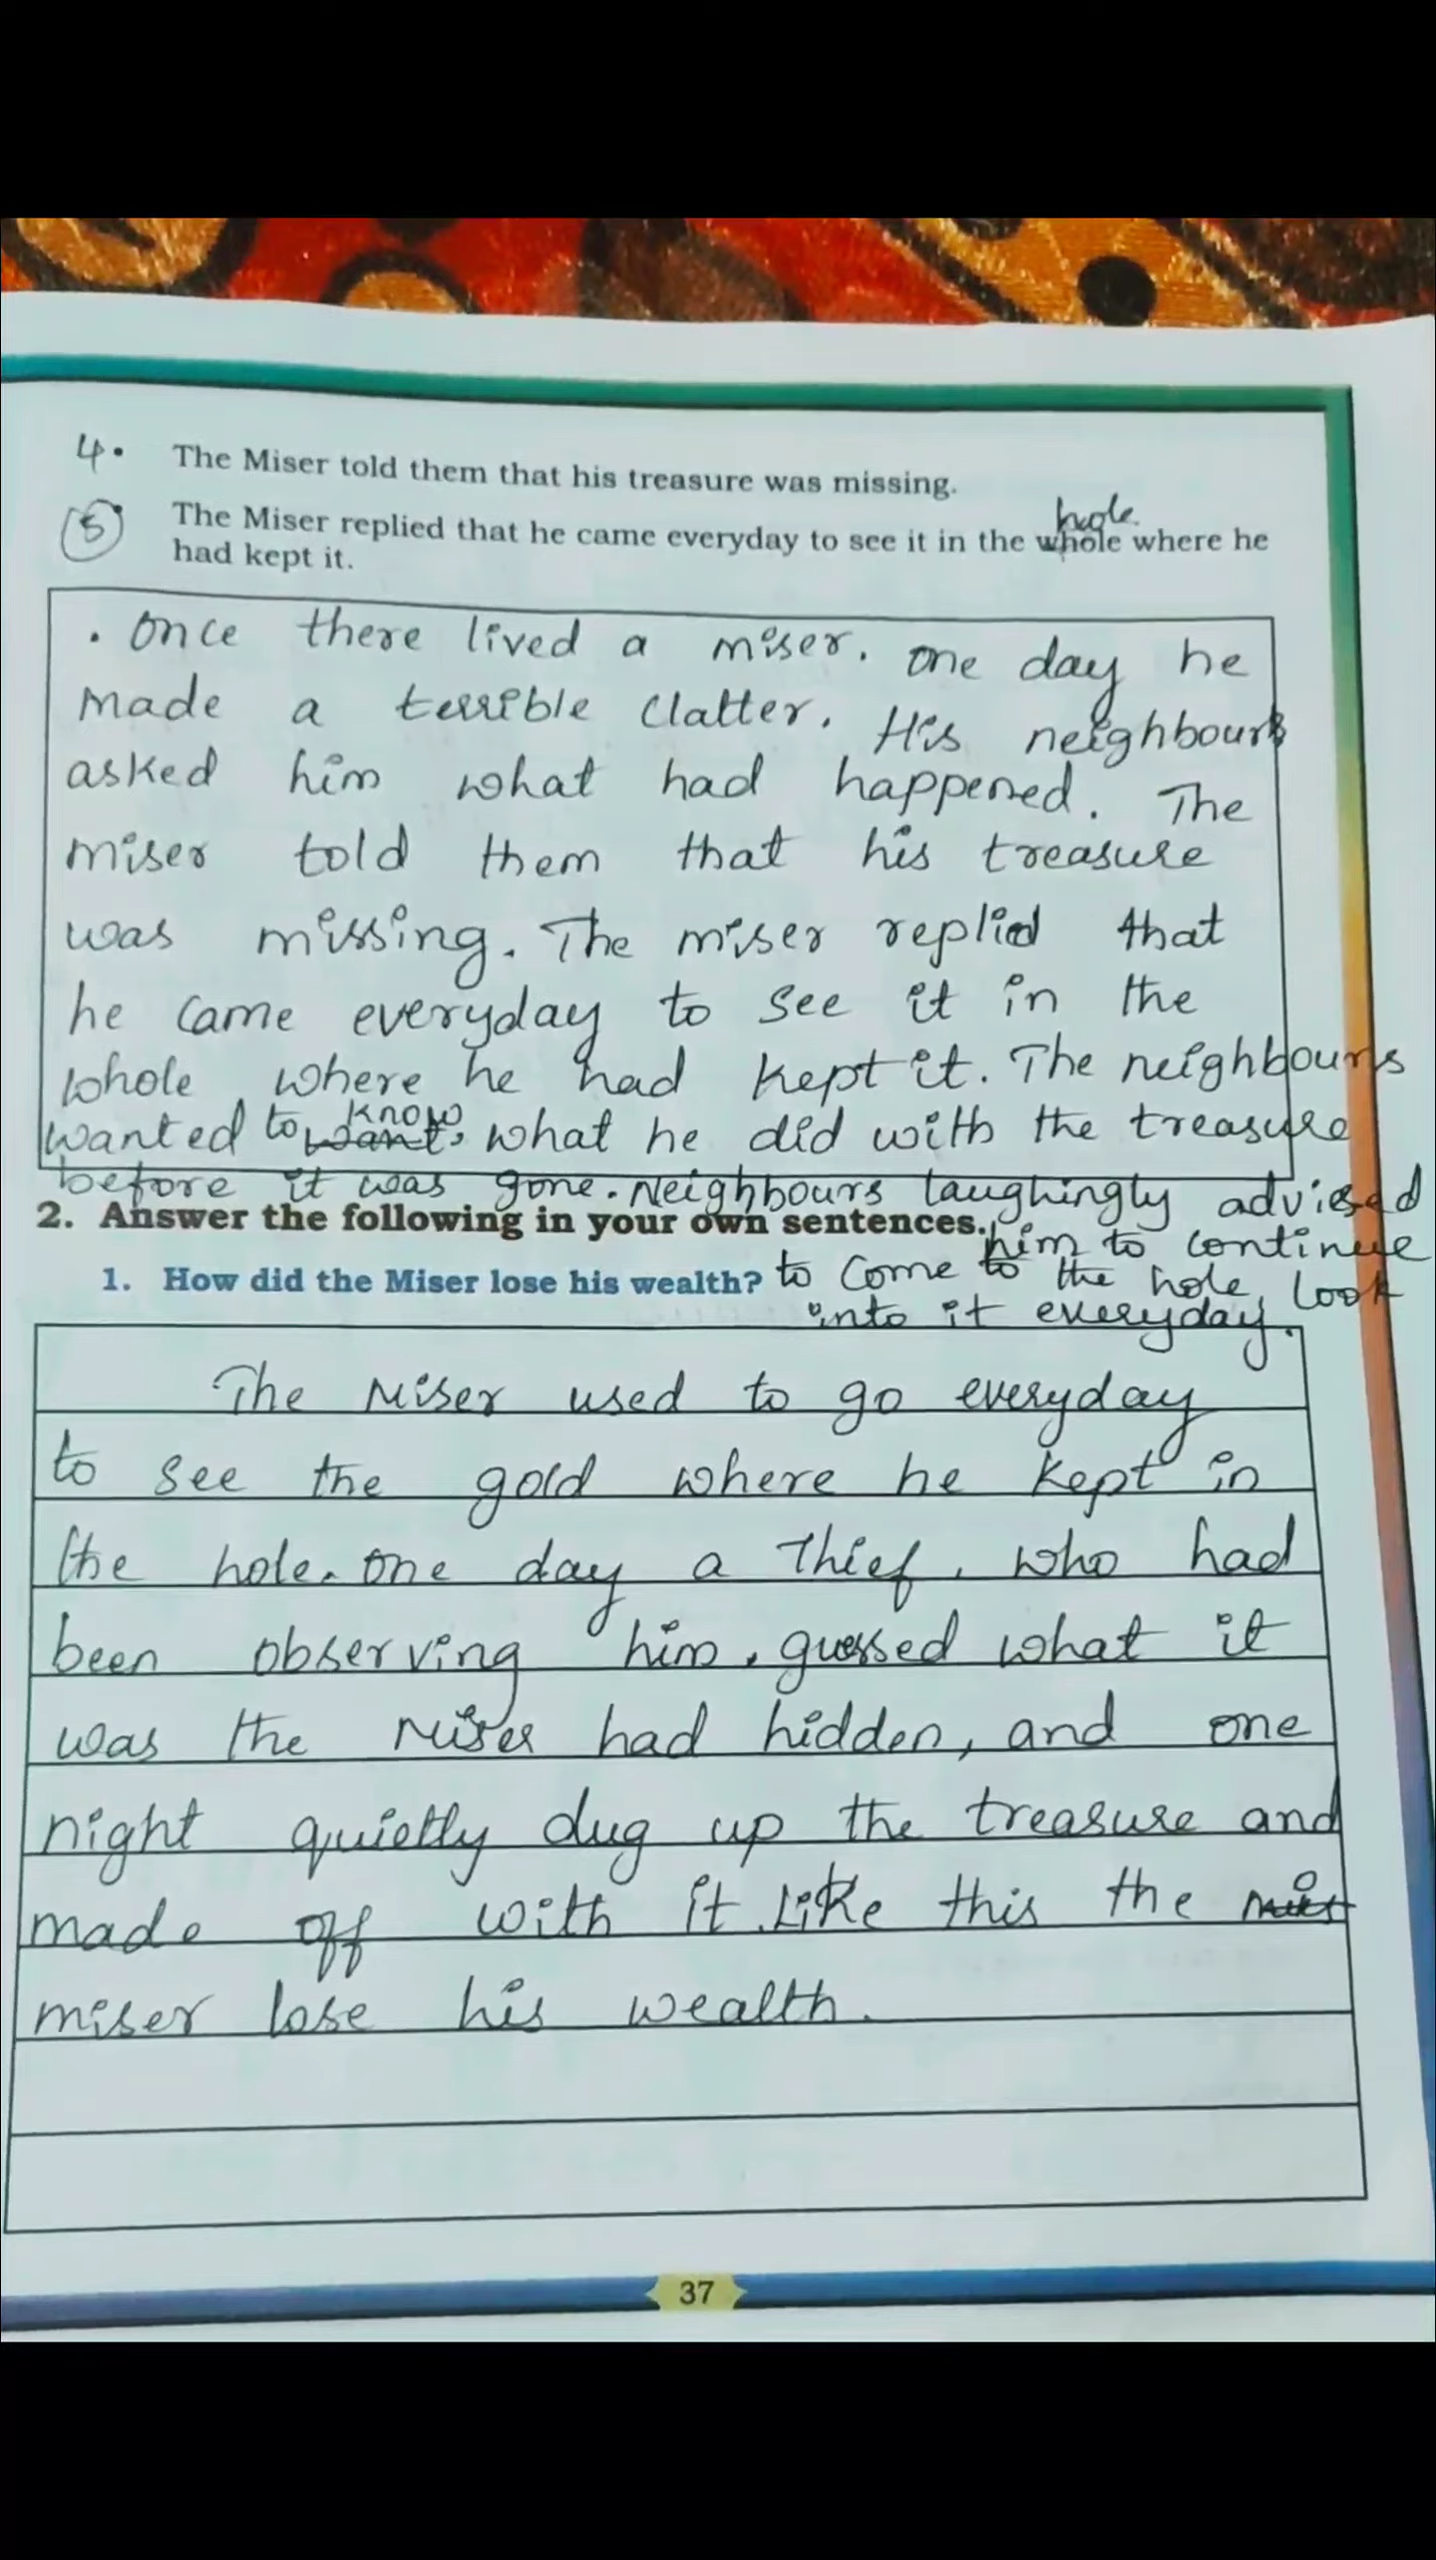 4. The Miser told them that his treasure was missing.
hole
5. The Miser replied that he came everyday to see it in the whole where he
had kept it.
. once there lived a miser. one day he
made a terrible clatter. His neighbours
asked him what had happened. The
miser told them that his treasure
was missing. The miser replied that
he came everyday to see it in the
whole where he had kept it. The neighbours
know
wanted to want, what he did with the treasure
before it was gone. Neighbours laughingly advised
2. Answer the following in your own sentences.
him to continue
1. How did the Miser lose his wealth?
to come to the hole, look
into it everyday.
The Miser used to go everyday
to see the gold where he kept in
the hole. one day a Thief, who had
been observing him, guessed what it
was the Miser had hidden, and one
night quietly dug up the treasure and
made off with it. Like this the
miser lose his wealth.
37